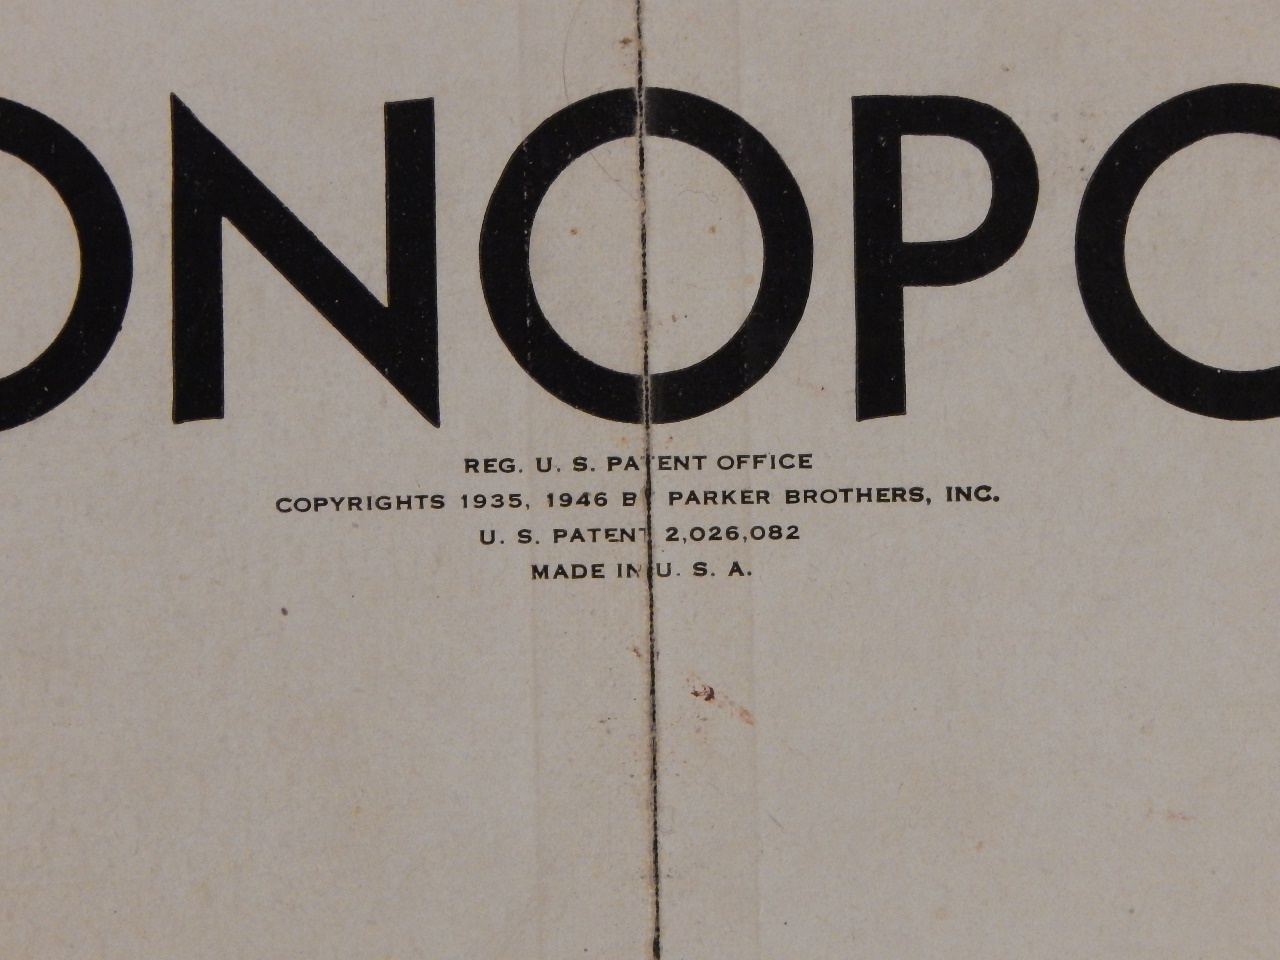 ONOPO
REG. U. S. PATENT OFFICE
COPYRIGHTS 1935, 1946 BY PARKER BROTHERS, INC.
U. S. PATENT 2,026,082
MADE IN U. S. A.